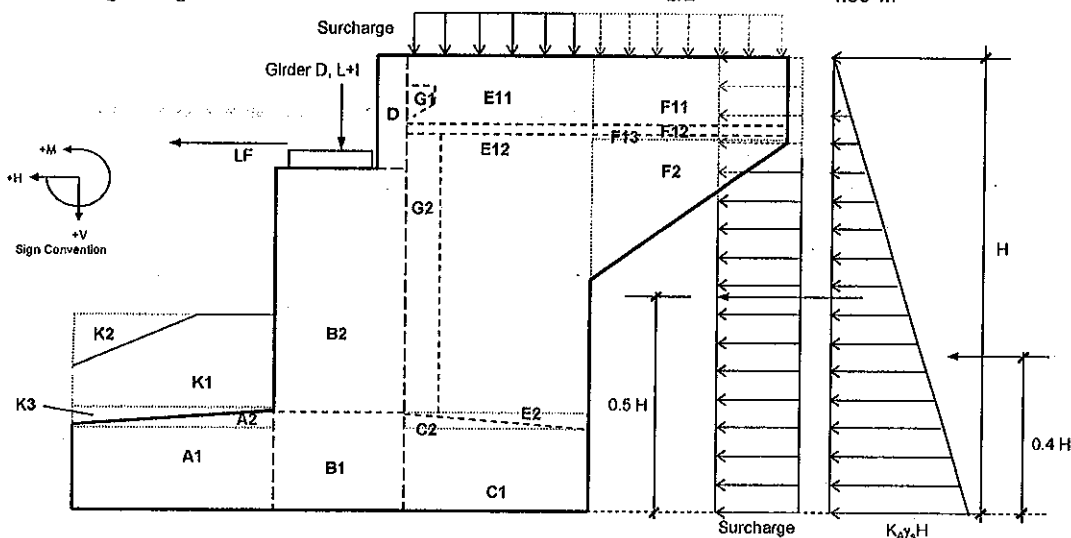 Surcharge
Girder D, L+I
D
G1
E11
F11
F12
F13
E12
F2
LF
+M
+H
+V
Sign Convention
G2
H
K2
B2
K1
0.5 H
K3
A2
E2
C2
0.4 H
A1
B1
C1
Surcharge
KAγsH